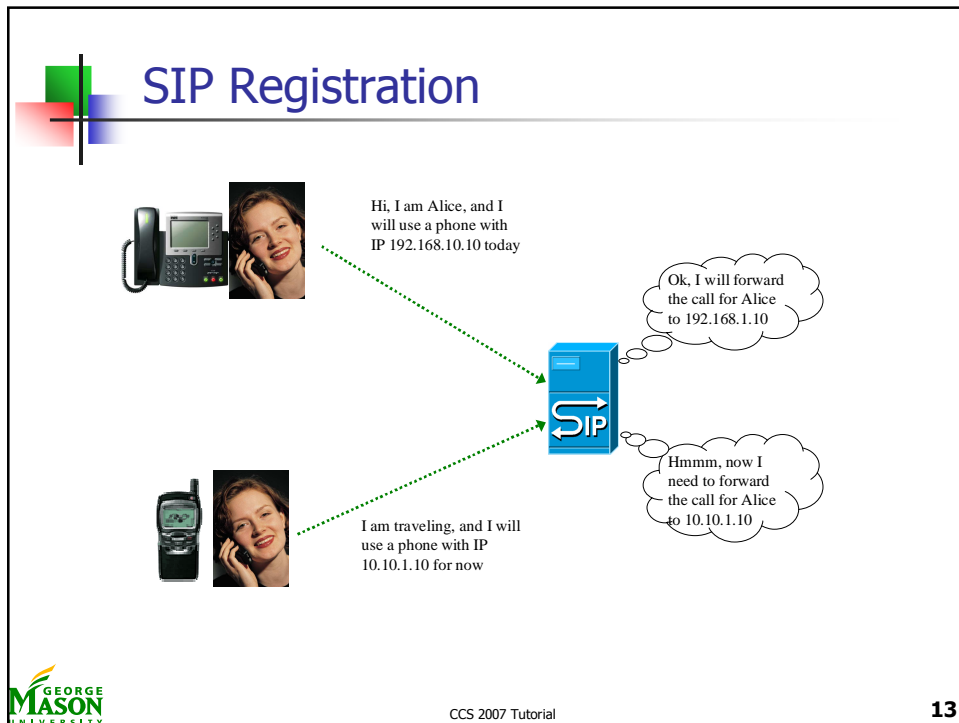 SIP Registration
Hi, I am Alice, and I
will use a phone with
IP 192.168.10.10 today
Ok, I will forward
the call for Alice
to 192.168.1.10
SIP
Hmmm, now I
need to forward
the call for Alice
to 10.10.1.10
I am traveling, and I will
use a phone with IP
10.10.1.10 for now
GEORGE
MASON
UNIVERSITY
CCS 2007 Tutorial
13